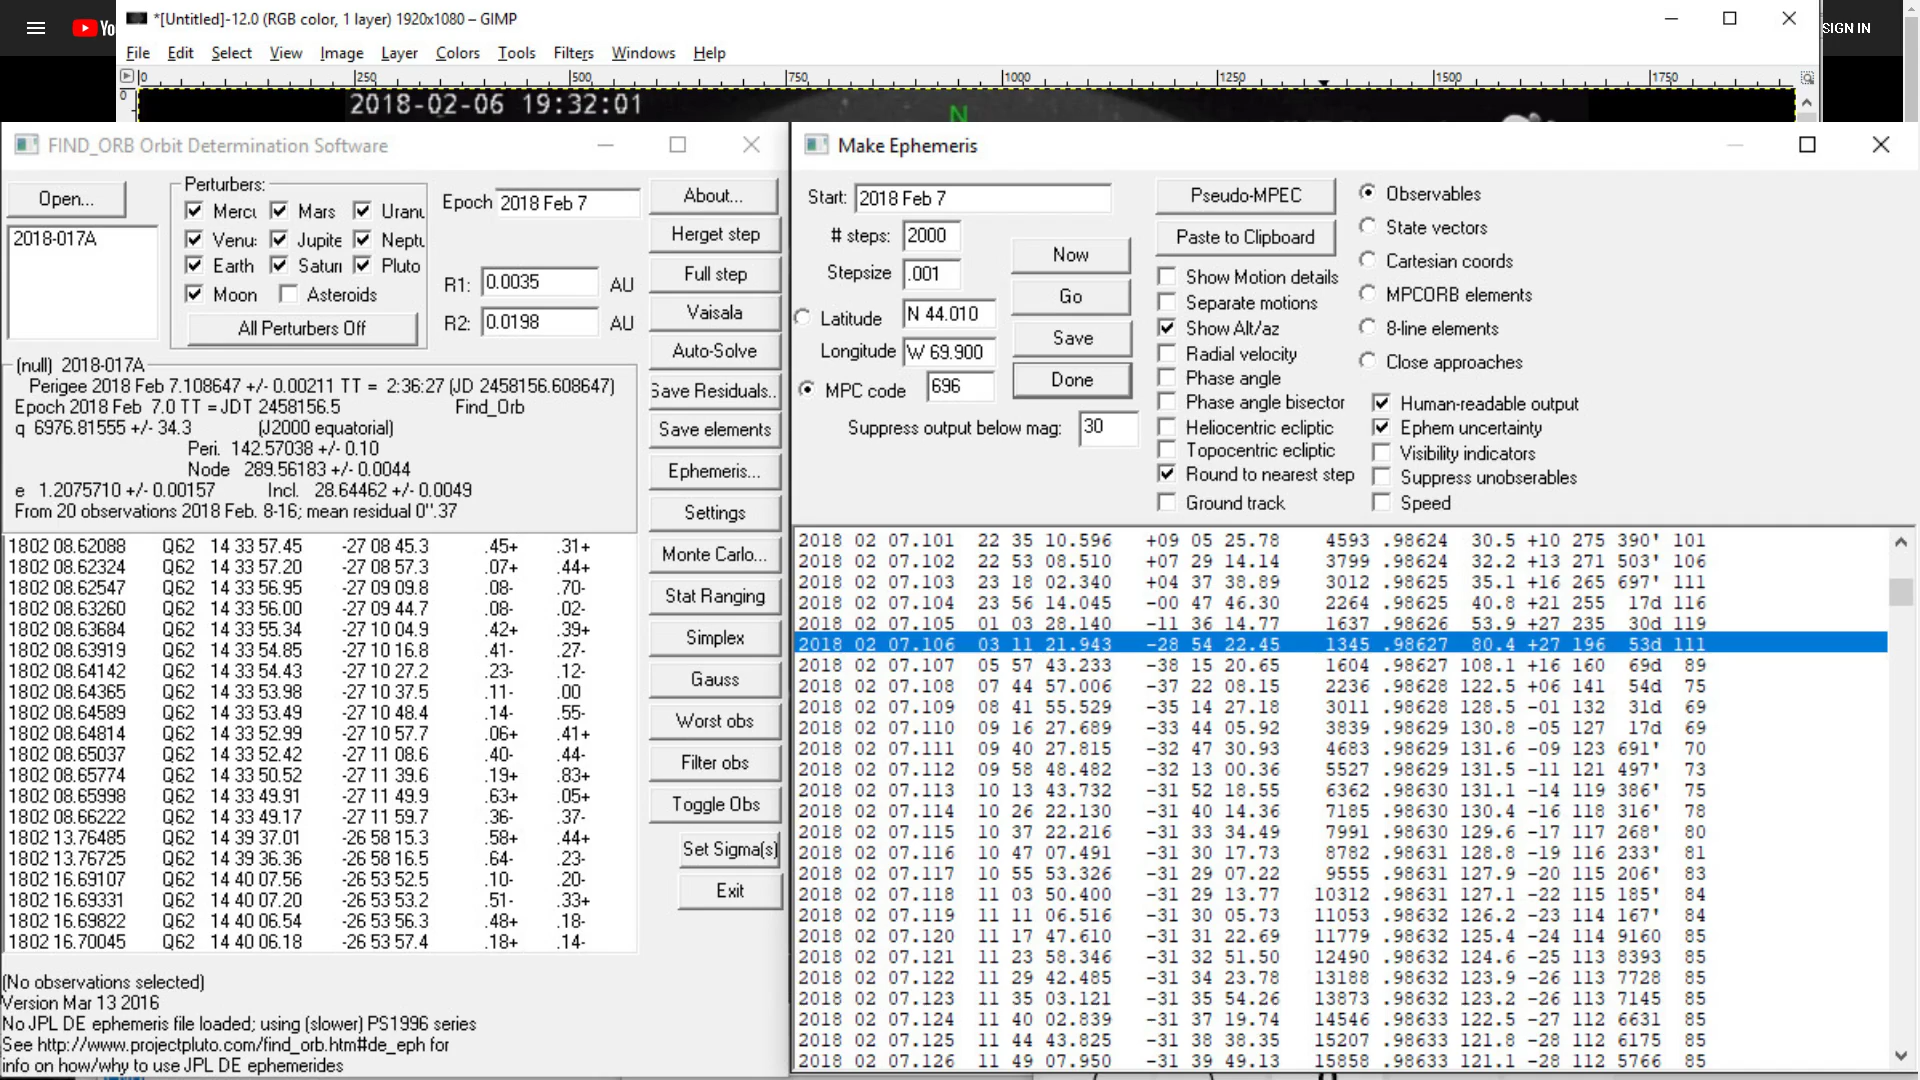 *[Untitled]-12.0 (RGB color, 1 layer) 1920x1080 – GIMP
SIGN IN
File Edit Select View Image Layer Colors Tools Filters Windows Help
0 250 500 750 1000 1250 1500 1750
0
2018-02-06 19:32:01
N
FIND_ORB Orbit Determination Software
Open...
2018-017A
Perturbers:
Mercu Mars Uranu
Venu: Jupite Neptu
Earth Saturi Pluto
Moon Asteroids
All Perturbers Off
Epoch 2018 Feb 7
R1: 0.0035 AU
R2: 0.0198 AU
(null) 2018-017A
Perigee 2018 Feb 7.108647 +/- 0.00211 TT = 2:36:27 (JD 2458156.608647)
Epoch 2018 Feb 7.0 TT = JDT 2458156.5 Find_Orb
q 6976.81555 +/- 34.3 (J2000 equatorial)
Peri. 142.57038 +/- 0.10
Node 289.56183 +/- 0.0044
e 1.2075710 +/- 0.00157 Incl. 28.64462 +/- 0.0049
From 20 observations 2018 Feb. 8-16; mean residual 0".37
1802 08.62088 Q62 14 33 57.45 -27 08 45.3 .45+ .31+
1802 08.62324 Q62 14 33 57.20 -27 08 57.3 .07+ .44+
1802 08.62547 Q62 14 33 56.95 -27 09 09.8 .08- .70-
1802 08.63260 Q62 14 33 56.00 -27 09 44.7 .08- .02-
1802 08.63684 Q62 14 33 55.34 -27 10 04.9 .42+ .39+
1802 08.63919 Q62 14 33 54.85 -27 10 16.8 .41- .27-
1802 08.64142 Q62 14 33 54.43 -27 10 27.2 .23- .12-
1802 08.64365 Q62 14 33 53.98 -27 10 37.5 .11- .00
1802 08.64589 Q62 14 33 53.49 -27 10 48.4 .14- .55-
1802 08.64814 Q62 14 33 52.99 -27 10 57.7 .06+ .41+
1802 08.65037 Q62 14 33 52.42 -27 11 08.6 .40- .44-
1802 08.65774 Q62 14 33 50.52 -27 11 39.6 .19+ .83+
1802 08.65998 Q62 14 33 49.91 -27 11 49.9 .63+ .05+
1802 08.66222 Q62 14 33 49.17 -27 11 59.7 .36- .37-
1802 13.76485 Q62 14 39 37.01 -26 58 15.3 .58+ .44+
1802 13.76725 Q62 14 39 36.36 -26 58 16.5 .64- .23-
1802 16.69107 Q62 14 40 07.56 -26 53 52.5 .10- .20-
1802 16.69331 Q62 14 40 07.20 -26 53 53.2 .51- .33+
1802 16.69822 Q62 14 40 06.54 -26 53 56.3 .48+ .18-
1802 16.70045 Q62 14 40 06.18 -26 53 57.4 .18+ .14-
(No observations selected)
Version Mar 13 2016
No JPL DE ephemeris file loaded; using (slower) PS1996 series
See http://www.projectpluto.com/find_orb.htm#de_eph for
info on how/why to use JPL DE ephemerides
About...
Herget step
Full step
Vaisala
Auto-Solve
Save Residuals..
Save elements
Ephemeris...
Settings
Monte Carlo...
Stat Ranging
Simplex
Gauss
Worst obs
Filter obs
Toggle Obs
Set Sigma(s)
Exit
Make Ephemeris
Start: 2018 Feb 7
# steps: 2000
Stepsize .001
Latitude N 44.010
Longitude W 69.900
MPC code 696
Suppress output below mag: 30
Now
Go
Save
Done
Pseudo-MPEC
Paste to Clipboard
Show Motion details
Separate motions
Show Alt/az
Radial velocity
Phase angle
Phase angle bisector
Heliocentric ecliptic
Topocentric ecliptic
Round to nearest step
Ground track
Observables
State vectors
Cartesian coords
MPCORB elements
8-line elements
Close approaches
Human-readable output
Ephem uncertainty
Visibility indicators
Suppress unobserables
Speed
2018 02 07.101 22 35 10.596 +09 05 25.78 4593 .98624 30.5 +10 275 390' 101
2018 02 07.102 22 53 08.510 +07 29 14.14 3799 .98624 32.2 +13 271 503' 106
2018 02 07.103 23 18 02.340 +04 37 38.89 3012 .98625 35.1 +16 265 697' 111
2018 02 07.104 23 56 14.045 -00 47 46.30 2264 .98625 40.8 +21 255 17d 116
2018 02 07.105 01 03 28.140 -11 36 14.77 1637 .98626 53.9 +27 235 30d 119
2018 02 07.106 03 11 21.943 -28 54 22.45 1345 .98627 80.4 +27 196 53d 111
2018 02 07.107 05 57 43.233 -38 15 20.65 1604 .98627 108.1 +16 160 69d 89
2018 02 07.108 07 44 57.006 -37 22 08.15 2236 .98628 122.5 +06 141 54d 75
2018 02 07.109 08 41 55.529 -35 14 27.18 3011 .98628 128.5 -01 132 31d 69
2018 02 07.110 09 16 27.689 -33 44 05.92 3839 .98629 130.8 -05 127 17d 69
2018 02 07.111 09 40 27.815 -32 47 30.93 4683 .98629 131.6 -09 123 691' 70
2018 02 07.112 09 58 48.482 -32 13 00.36 5527 .98629 131.5 -11 121 497' 73
2018 02 07.113 10 13 43.732 -31 52 18.55 6362 .98630 131.1 -14 119 386' 75
2018 02 07.114 10 26 22.130 -31 40 14.36 7185 .98630 130.4 -16 118 316' 78
2018 02 07.115 10 37 22.216 -31 33 34.49 7991 .98630 129.6 -17 117 268' 80
2018 02 07.116 10 47 07.491 -31 30 17.73 8782 .98631 128.8 -19 116 233' 81
2018 02 07.117 10 55 53.326 -31 29 07.22 9555 .98631 127.9 -20 115 206' 83
2018 02 07.118 11 03 50.400 -31 29 13.77 10312 .98631 127.1 -22 115 185' 84
2018 02 07.119 11 11 06.516 -31 30 05.73 11053 .98632 126.2 -23 114 167' 84
2018 02 07.120 11 17 47.610 -31 31 22.69 11779 .98632 125.4 -24 114 9160 85
2018 02 07.121 11 23 58.346 -31 32 51.50 12490 .98632 124.6 -25 113 8393 85
2018 02 07.122 11 29 42.485 -31 34 23.78 13188 .98632 123.9 -26 113 7728 85
2018 02 07.123 11 35 03.121 -31 35 54.26 13873 .98632 123.2 -26 113 7145 85
2018 02 07.124 11 40 02.839 -31 37 19.74 14546 .98632 122.5 -27 112 6631 85
2018 02 07.125 11 44 43.825 -31 38 38.35 15207 .98633 121.8 -28 112 6175 85
2018 02 07.126 11 49 07.950 -31 39 49.13 15858 .98633 121.1 -28 112 5766 85